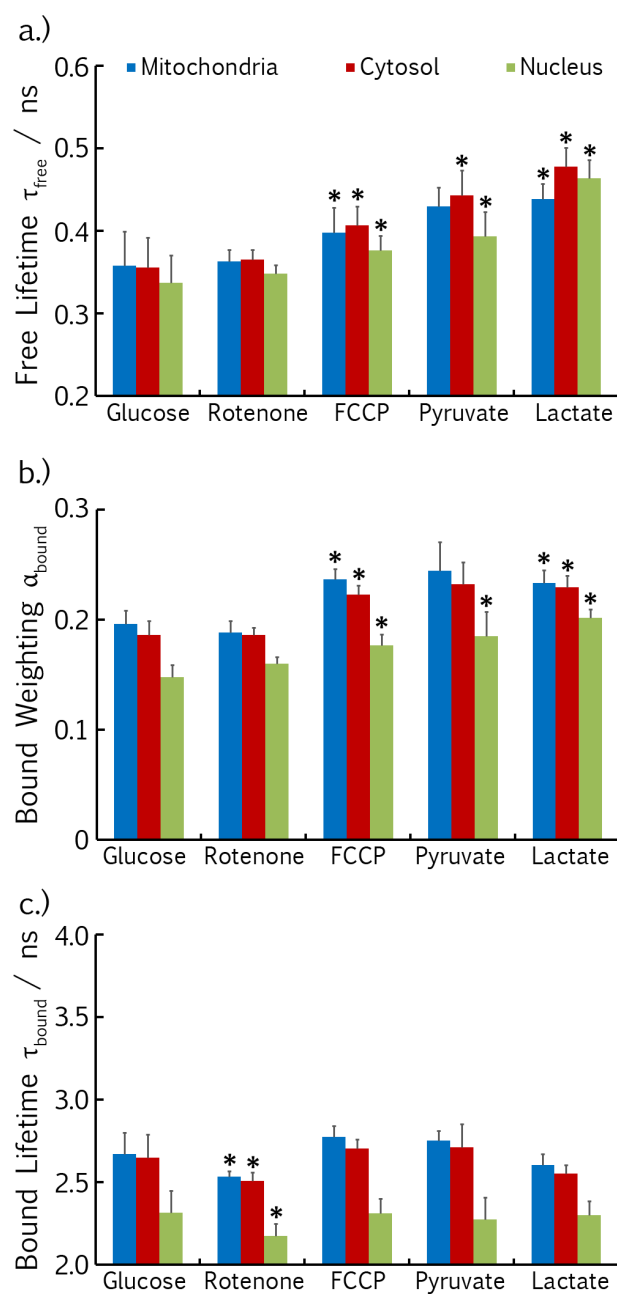 a.)
Free Lifetime τfree / ns
0.6
0.5
0.4
0.3
0.2
Mitochondria Cytosol Nucleus
* * * * * * * *
Glucose Rotenone FCCP Pyruvate Lactate
b.)
Bound Weighting αbound
0.3
0.2
0.1
0
* * * * * * *
Glucose Rotenone FCCP Pyruvate Lactate
c.)
Bound Lifetime τbound / ns
4.0
3.5
3.0
2.5
2.0
* * *
Glucose Rotenone FCCP Pyruvate Lactate